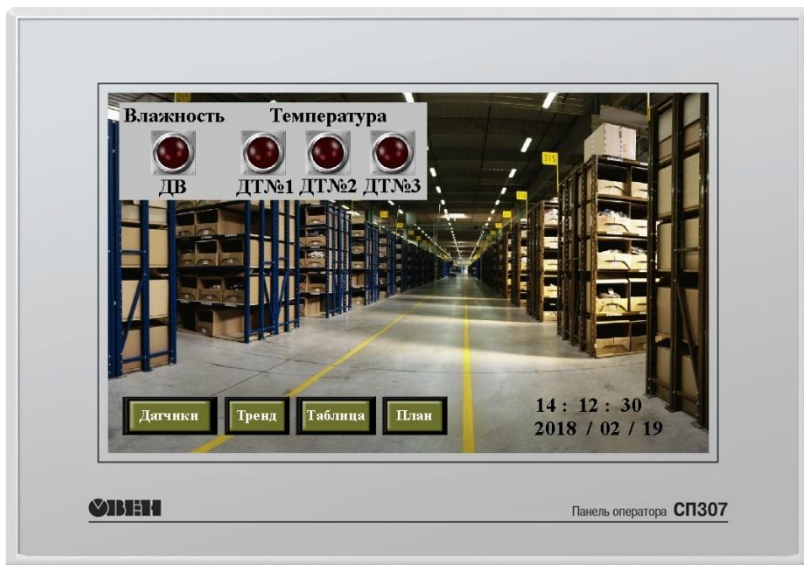 Влажность Температура
ДВ ДТ№1 ДТ№2 ДТ№3
213
Датчики Тренд Таблица План
14 : 12 : 30
2018 / 02 / 19
ОВЕН
Панель оператора СП307